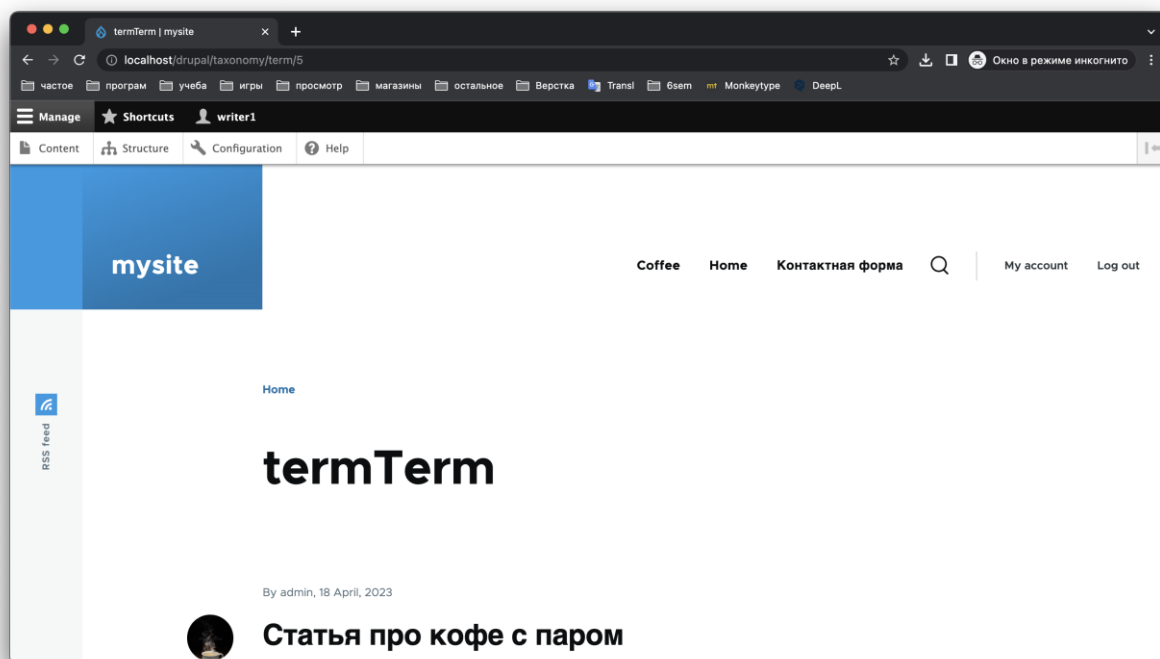 termTerm | mysite
localhost/drupal/taxonomy/term/5
Окно в режиме инкогнито
частое програм учеба игры просмотр магазины остальное Верстка Transl 6sem mt Monkeytype DeepL
Manage Shortcuts writer1
Content Structure Configuration Help
mysite
Coffee Home Контактная форма My account Log out
Home
RSS feed
termTerm
By admin, 18 April, 2023
Статья про кофе с паром